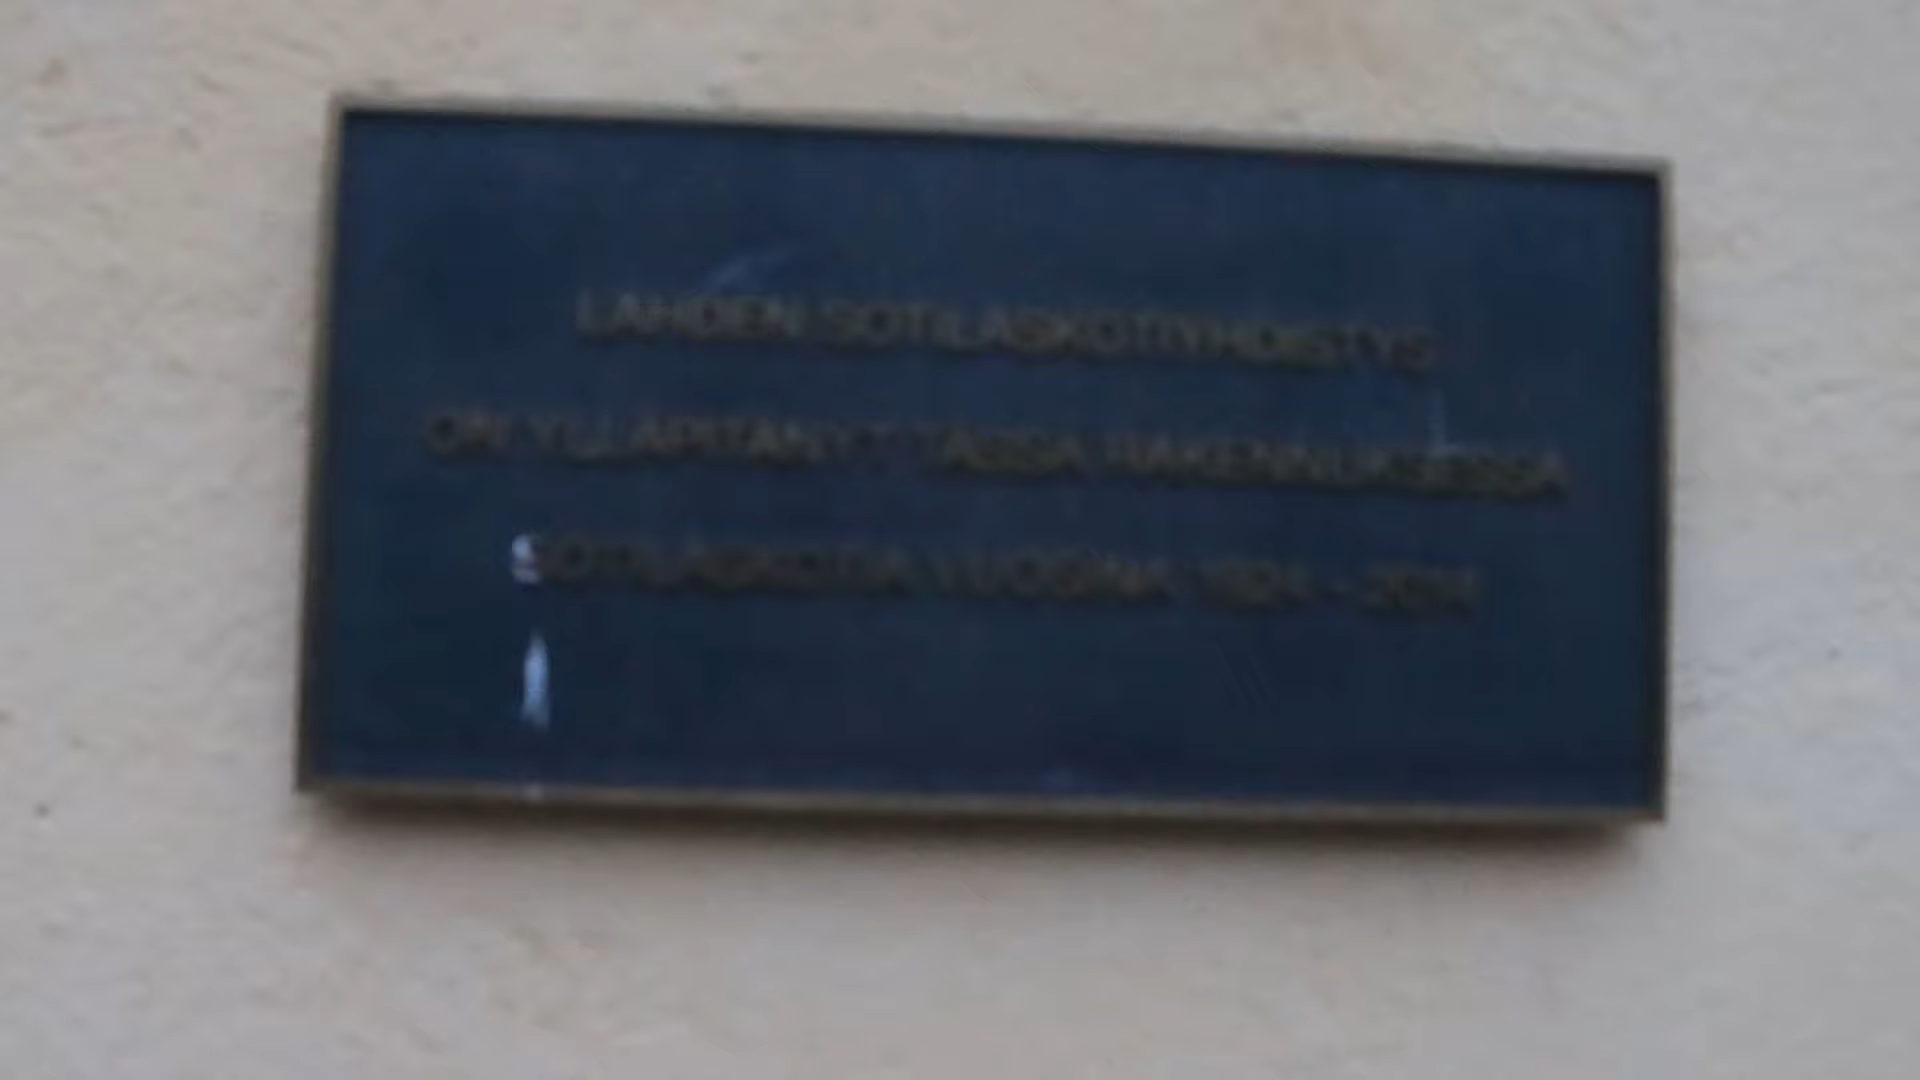 LAHDEN SOTILASKOTIYHDISTYS
ON YLLÄPITÄNYT TÄSSÄ RAKENNUKSESSA
SOTILASKOTIA VUOSINA